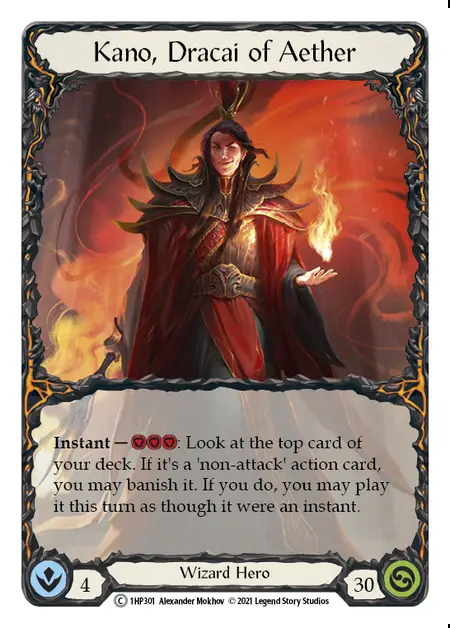 Kano, Dracai of Aether
Instant — : Look at the top card of
your deck. If it's a 'non-attack' action card,
you may banish it. If you do, you may play
it this turn as though it were an instant.
4
Wizard Hero
30
C 1HP301 Alexander Mokhov © 2021 Legend Story Studios